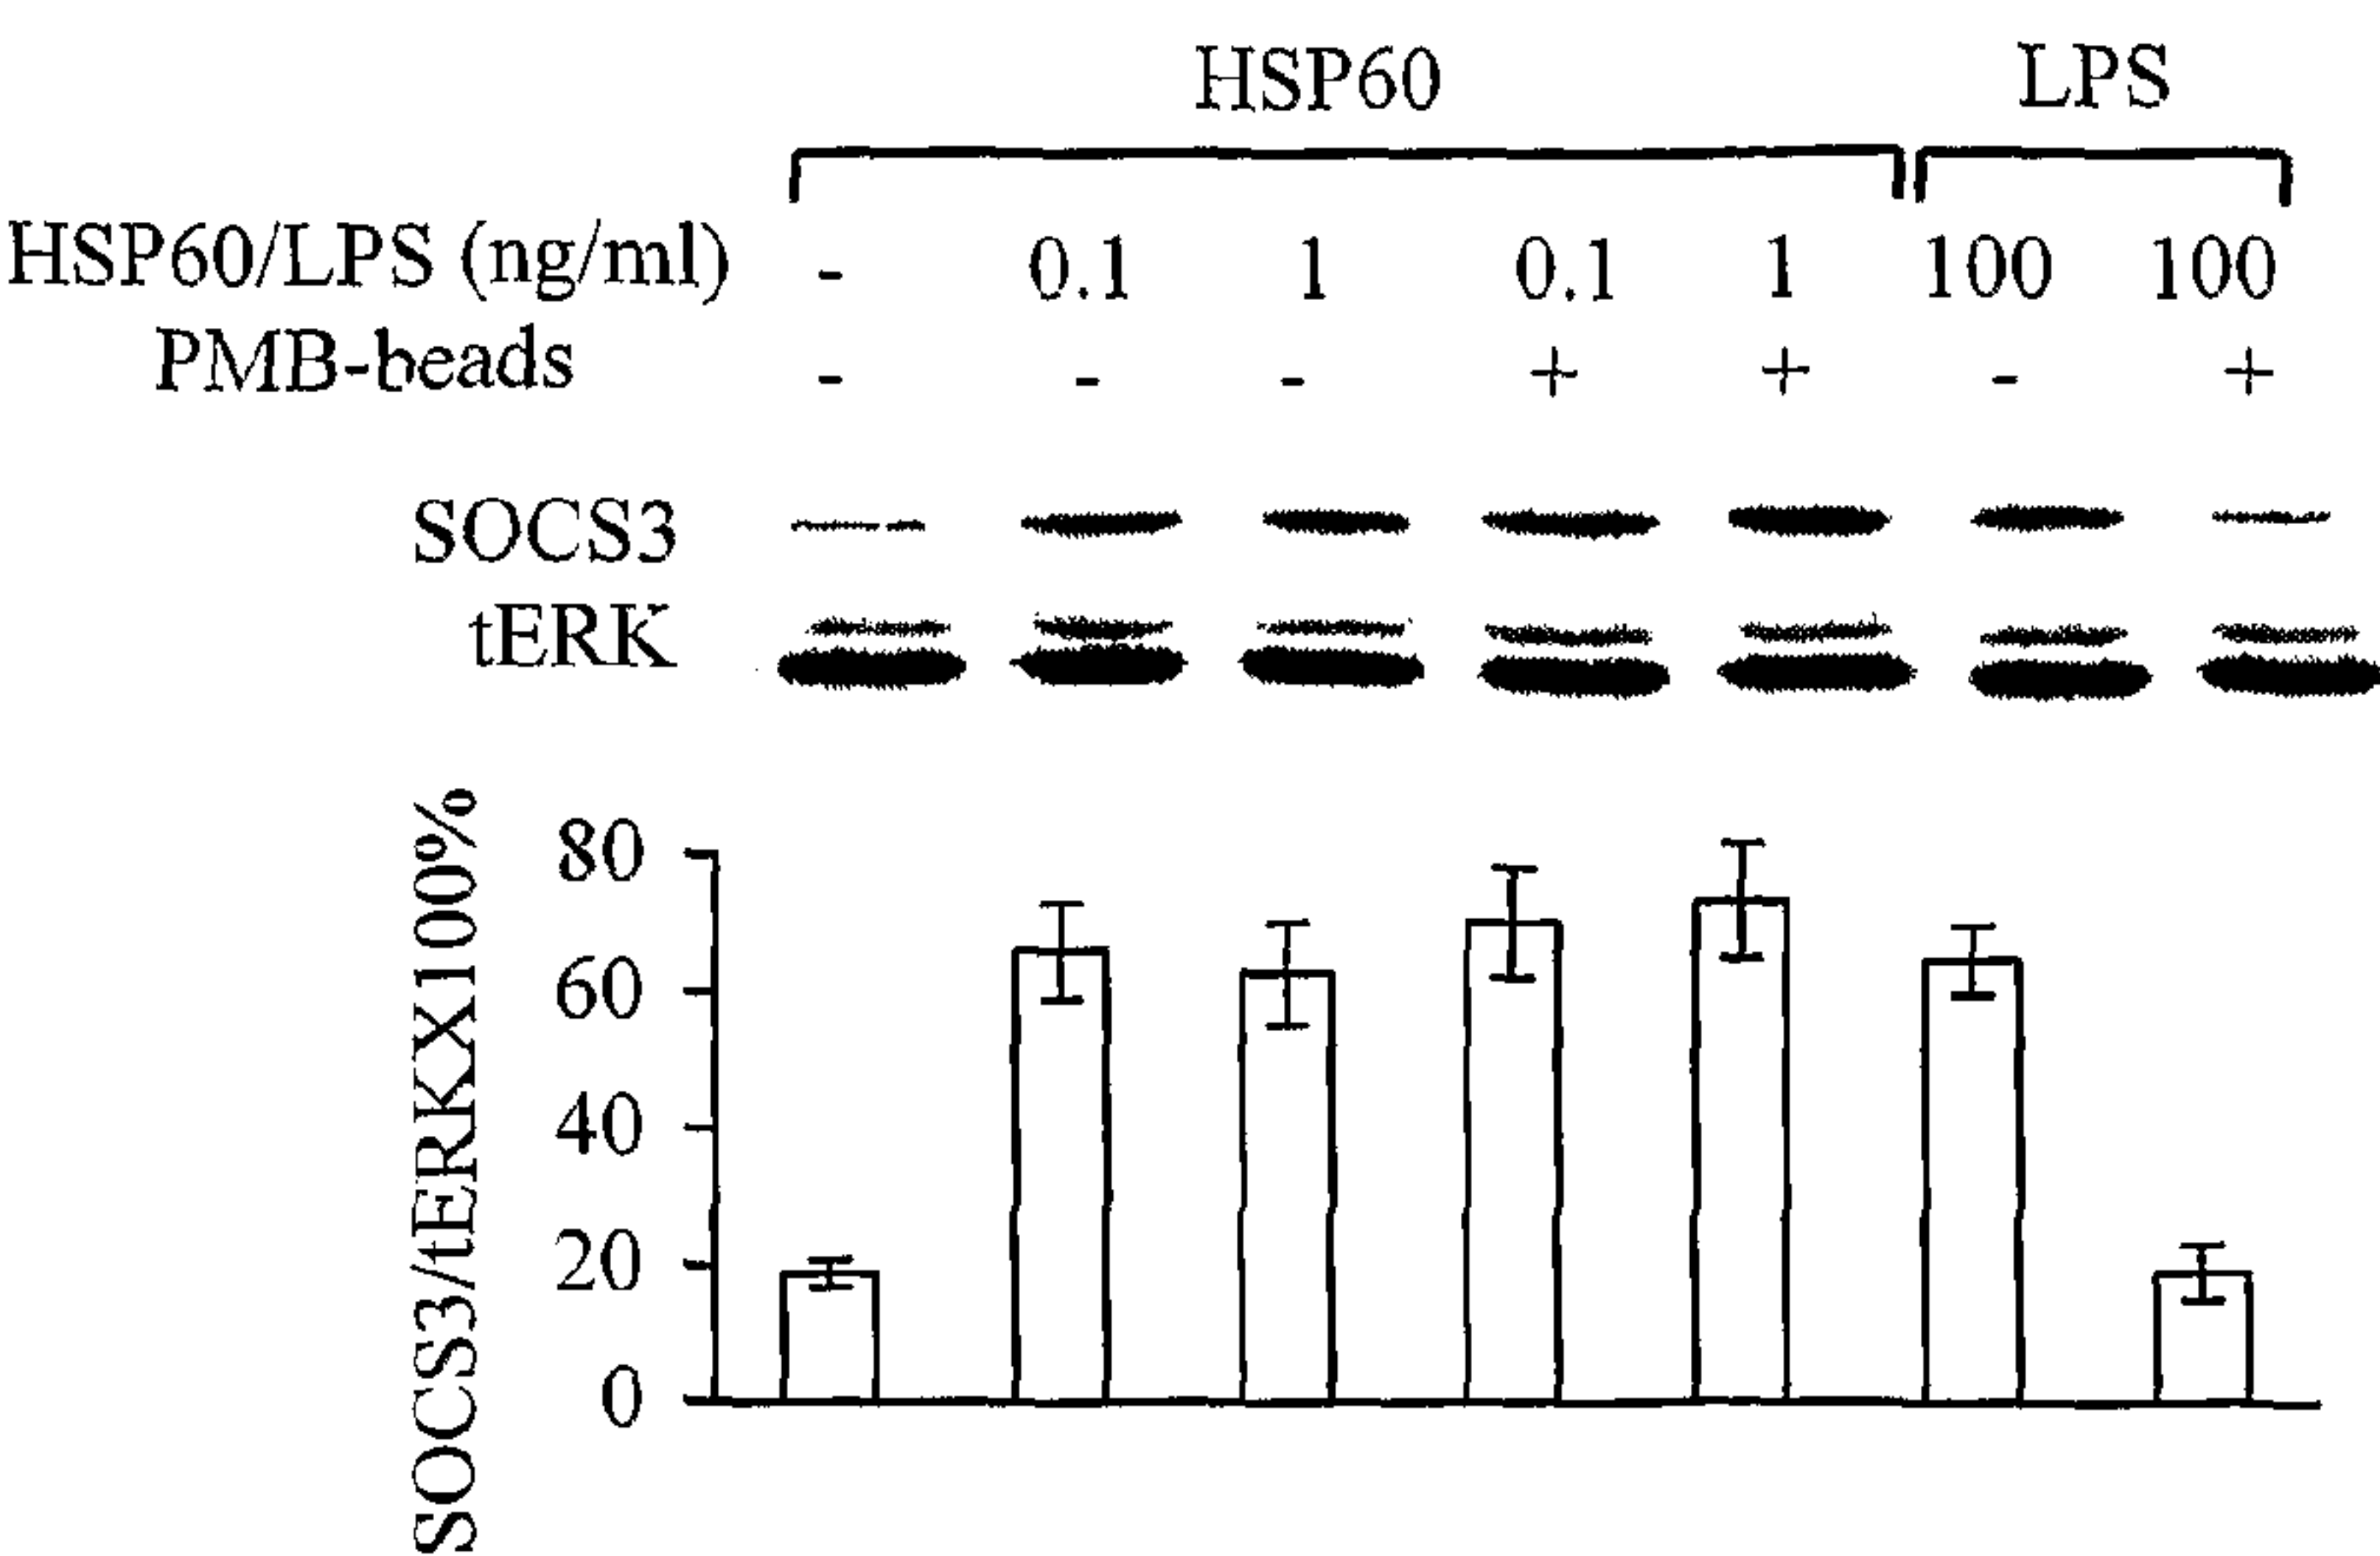 HSP60 LPS
HSP60/LPS (ng/ml) - 0.1 1 0.1 1 100 100
PMB-beads - - - + + - +
SOCS3
tERK
SOCS3/tERKX100%
80
60
40
20
0